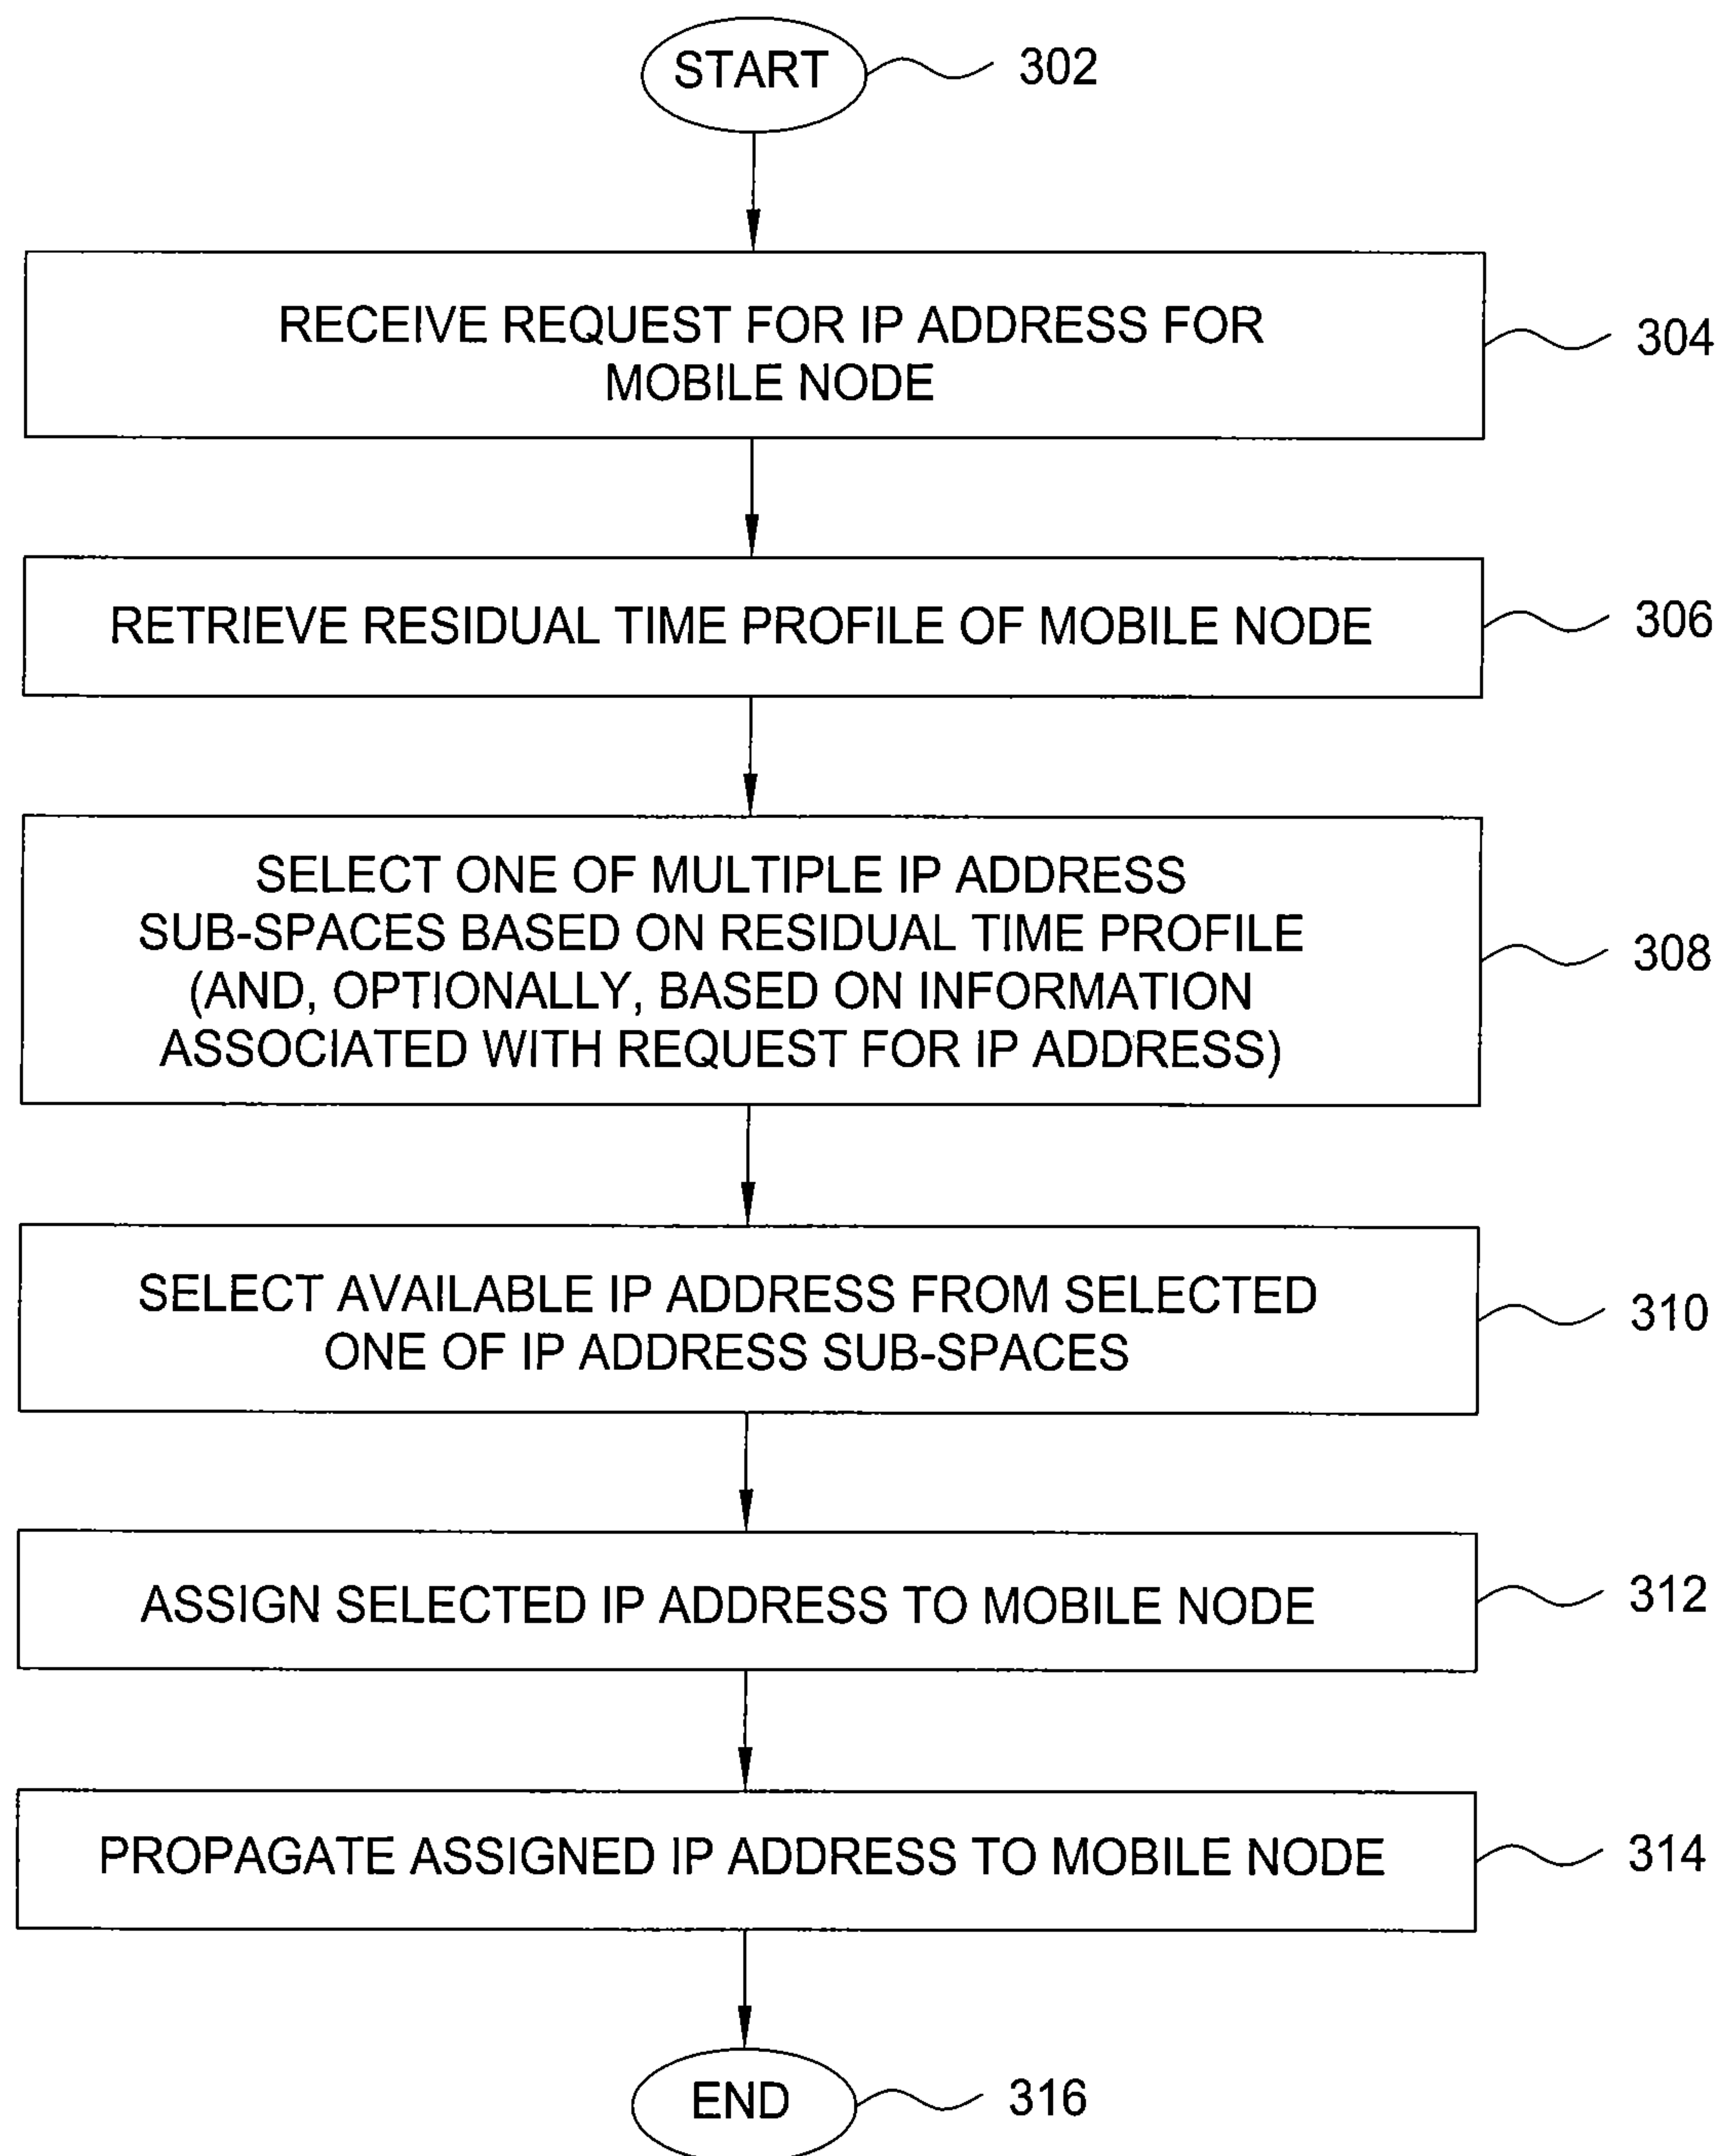 START
302
RECEIVE REQUEST FOR IP ADDRESS FOR
MOBILE NODE
304
RETRIEVE RESIDUAL TIME PROFILE OF MOBILE NODE
306
SELECT ONE OF MULTIPLE IP ADDRESS
SUB-SPACES BASED ON RESIDUAL TIME PROFILE
(AND, OPTIONALLY, BASED ON INFORMATION
ASSOCIATED WITH REQUEST FOR IP ADDRESS)
308
SELECT AVAILABLE IP ADDRESS FROM SELECTED
ONE OF IP ADDRESS SUB-SPACES
310
ASSIGN SELECTED IP ADDRESS TO MOBILE NODE
312
PROPAGATE ASSIGNED IP ADDRESS TO MOBILE NODE
314
END
316